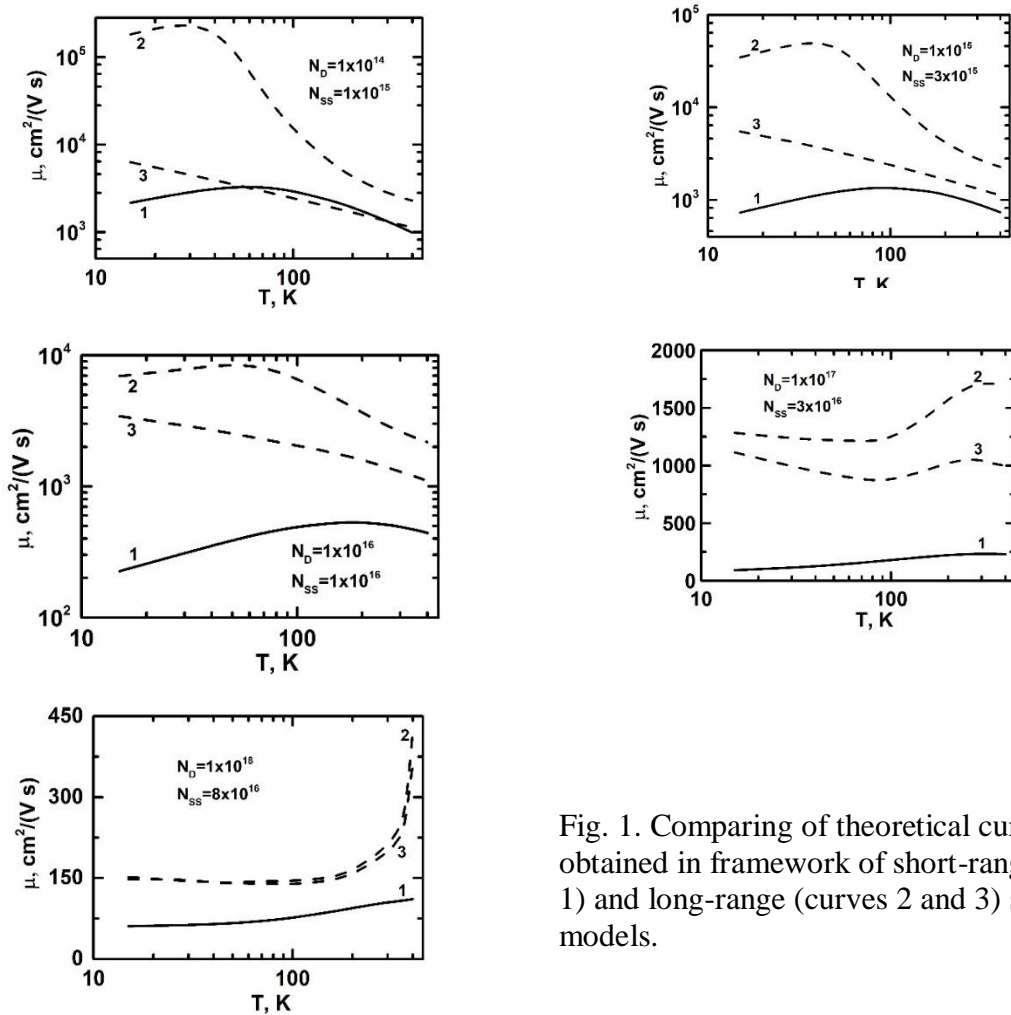 10⁵
10⁴
10³
μ, cm²/(V s)
2
3
1
N_D=1x10¹⁴
N_SS=1x10¹⁵
10
100
T, K
10⁵
10⁴
10³
μ, cm²/(V s)
2
3
1
N_D=1x10¹⁵
N_SS=3x10¹⁵
10
100
T, K
10⁴
10³
10²
μ, cm²/(V s)
2
3
1
N_D=1x10¹⁶
N_SS=1x10¹⁶
10
100
T, K
2000
1750
1250
1000
500
250
0
μ, cm²/(V s)
2
3
1
N_D=1x10¹⁷
N_SS=3x10¹⁶
10
100
T, K
450
300
150
0
μ, cm²/(V s)
2
3
1
N_D=1x10¹⁸
N_SS=8x10¹⁶
10
100
T, K
Fig. 1. Comparing of theoretical
obtained in framework of
1) and long-range (curves 2 and 3)
models.